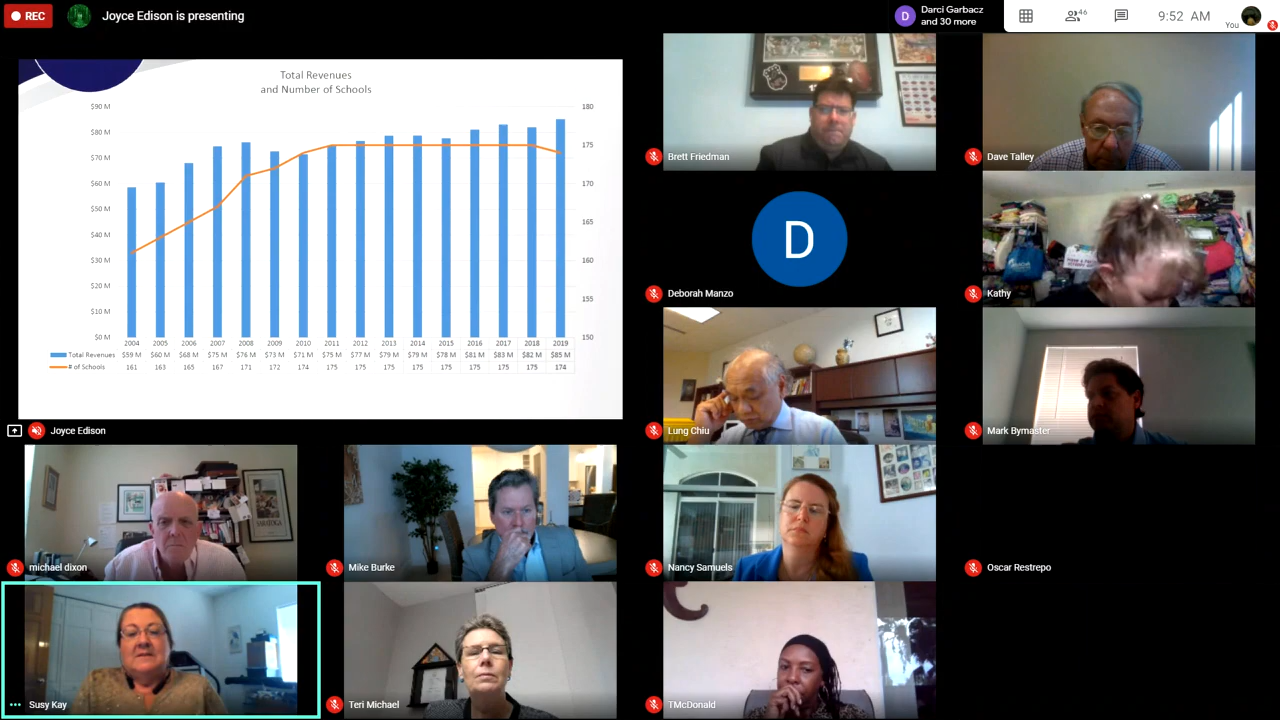 REC
Joyce Edison is presenting
D
Darci Garbacz
and 30 more
46
9:52 AM
You
Total Revenues
and Number of Schools
$90 M
$80 M
$70 M
$60 M
$50 M
$40 M
$30 M
$20 M
$10 M
$0 M
180
175
170
165
160
155
150
2004 2005 2006 2007 2008 2009 2010 2011 2012 2013 2014 2015 2016 2017 2018 2019
Total Revenues $59 M $60 M $68 M $75 M $76 M $73 M $71 M $75 M $77 M $79 M $79 M $78 M $81 M $83 M $82 M $85 M
# of Schools 161 163 165 167 171 172 174 175 175 175 175 175 175 175 175 174
Joyce Edison
Brett Friedman
Dave Talley
D
Deborah Manzo
Kathy
Lung Chiu
Mark Bymaster
michael dixon
SARATOGA
Mike Burke
Nancy Samuels
Oscar Restrepo
Susy Kay
Teri Michael
TMcDonald